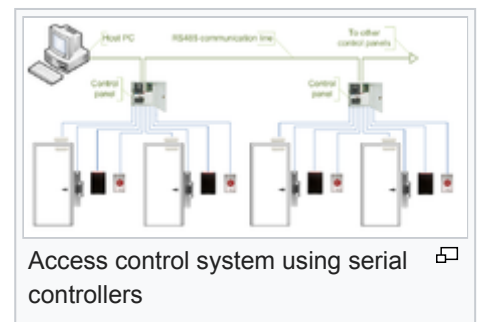 Host PC
RS485 communication line
To other
control panels
Control
panel
Control
panel
Access control system using serial
controllers